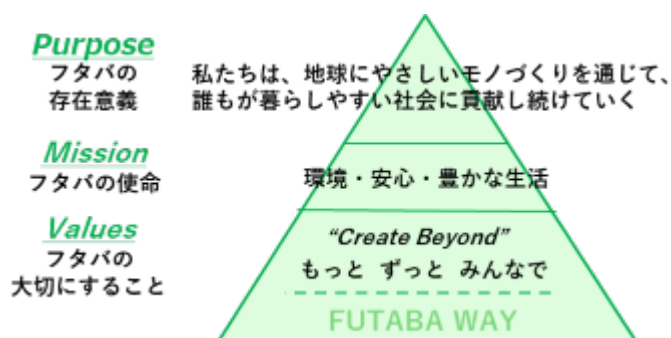 Purpose
フタバの
存在意義
私たちは、地球にやさしいモノづくりを通じて、
誰もが暮らしやすい社会に貢献し続けていく
Mission
フタバの使命
環境・安心・豊かな生活
Values
フタバの
大切にすること
“Create Beyond”
もっと ずっと みんなで
FUTABA WAY